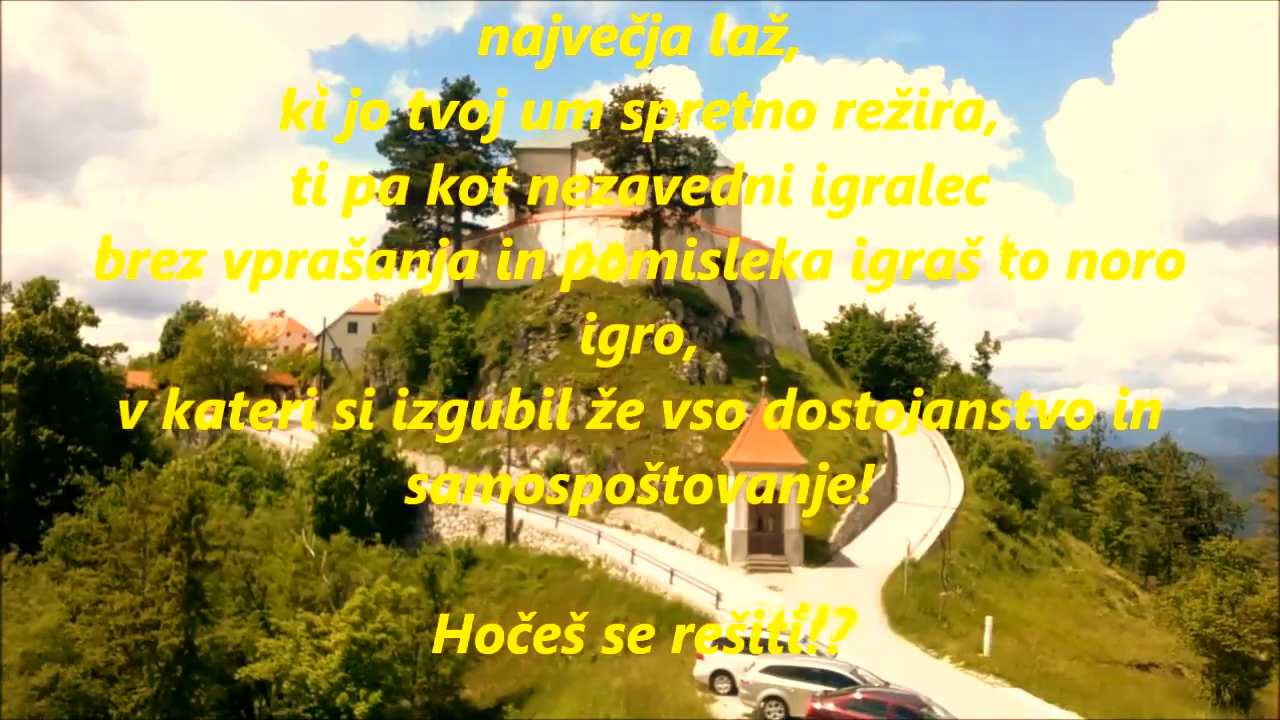 največja laž,
ki jo tvoj um spretno režira,
ti pa kot nezavedni igralec
brez vprašanja in pomisleka igraš to noro
igro,
v kateri si izgubil že vso dostojanstvo in
samospoštovanje!
Hočeš se rešiti!?